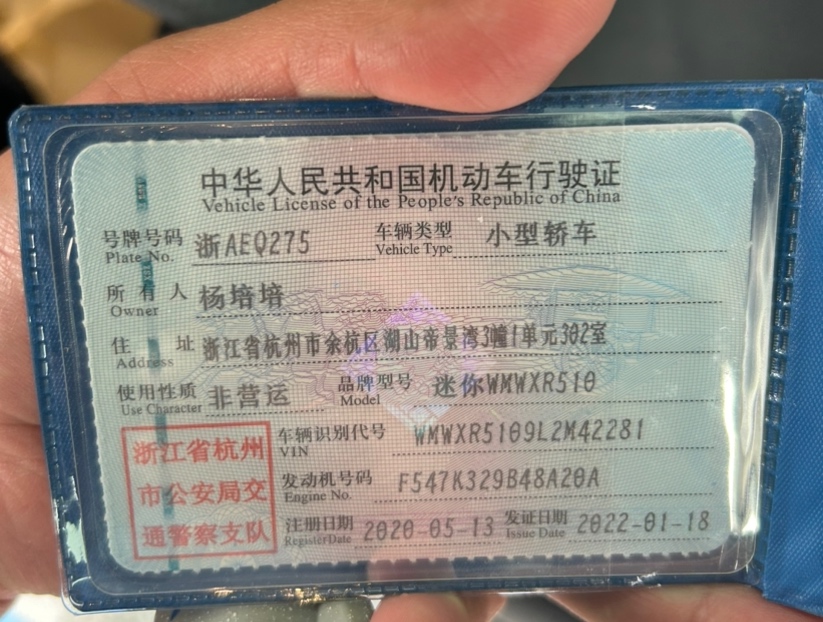 中华人民共和国机动车行驶证
Vehicle License of the People's Republic of China
号牌号码 浙AEQ275 车辆类型 小型轿车
Plate No. Vehicle Type
所有人 杨培培
Owner
住址 浙江省杭州市余杭区湖山帝景湾3幢1单元302室
Address
使用性质 非营运 品牌型号 迷你WMWXR510
Use Character Model
浙江省杭州市公安局交通警察支队
车辆识别代号 WMWXR5109L2M42281
VIN
发动机号码 F547K329B48A20A
Engine No.
注册日期 2020-05-13 发证日期 2022-01-18
Register Date Issue Date